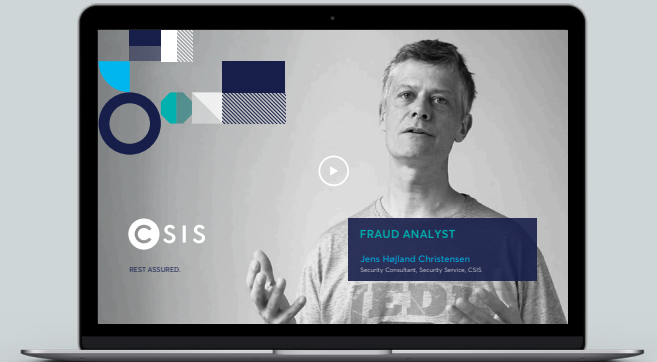 CSIS
REST ASSURED.
FRAUD ANALYST
Jens Højland Christensen
Security Consultant, Security Service, CSIS